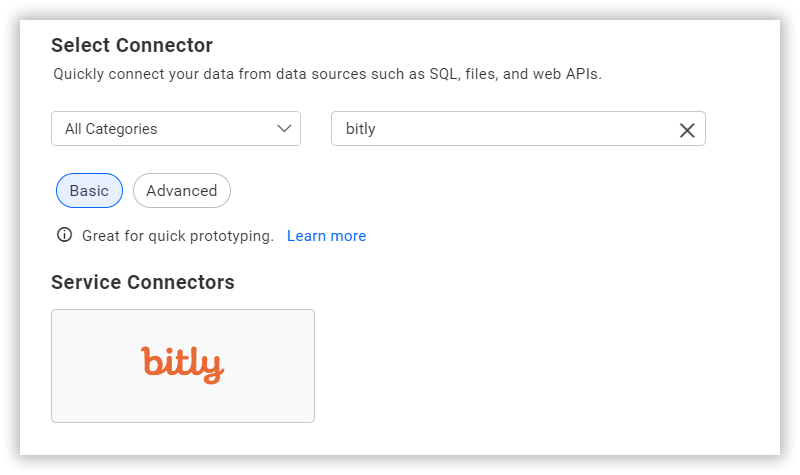 Select Connector
Quickly connect your data from data sources such as SQL, files, and web APIs.
All Categories
bitly
Basic
Advanced
Great for quick prototyping. Learn more
Service Connectors
bitly